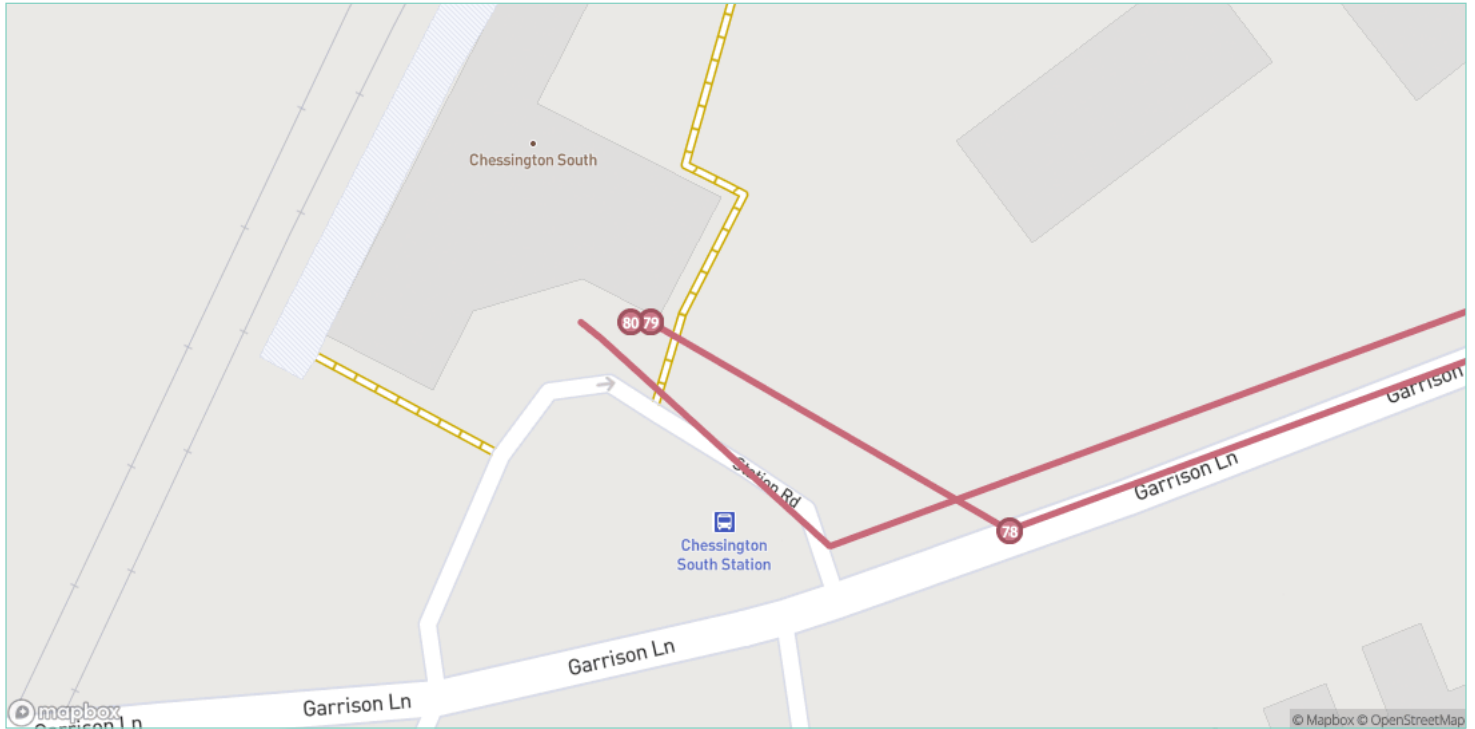 Chessington South
80 79
Station Rd
Garrison
Garrison Ln
78
Chessington
South Station
Garrison Ln
Garrison Ln
mapbox
Garrison Ln
© Mapbox © OpenStreetMap